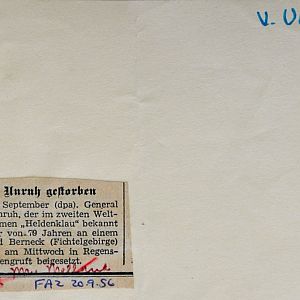 v. U
Unruh gestorben
September (dpa). General
nruh, der im zweiten Welt-
men „Heldenklau" bekannt
r von 79 Jahren an einem
d Berneck (Fichtelgebirge)
am Mittwoch in Regens-
engruft beigesetzt.
FAZ 20.9.56